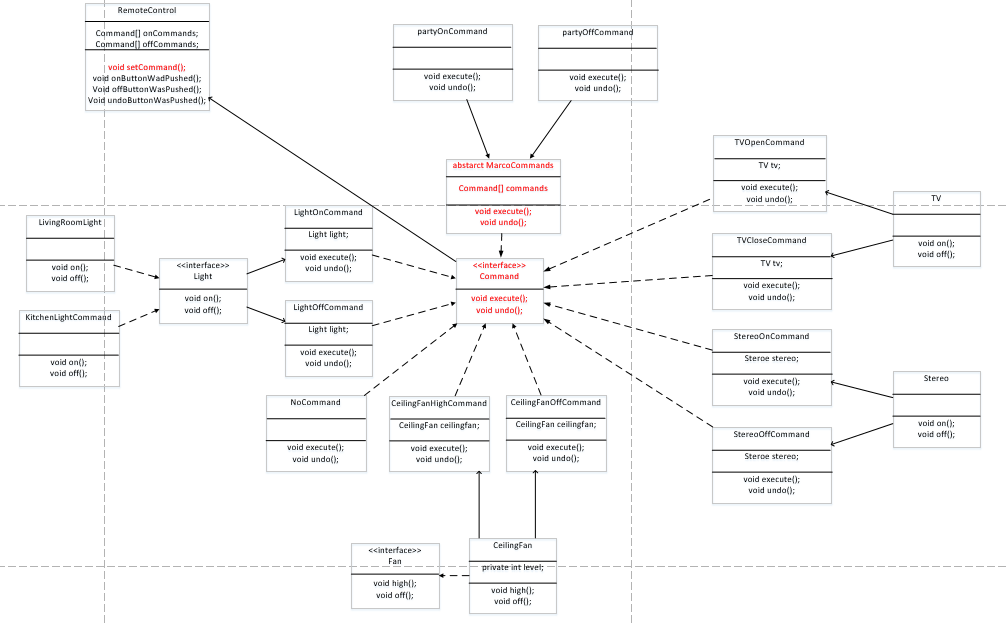 RemoteControl
Command[] onCommands;
Command[] offCommands;
void setCommand();
void onButtonWadPushed();
Void offButtonWasPushed();
Void undoButtonWasPushed();
partyOnCommand
void execute();
void undo();
partyOffCommand
void execute();
void undo();
abstarct MarcoCommands
Command[] commands
void execute();
void undo();
TVOpenCommand
TV tv;
void execute();
void undo();
TV
void on();
void off();
LivingRoomLight
void on();
void off();
LightOnCommand
Light light;
void execute();
void undo();
<<interface>>
Light
void on();
void off();
<<interface>>
Command
void execute();
void undo();
TVCloseCommand
TV tv;
void execute();
void undo();
KitchenLightCommand
void on();
void off();
LightOffCommand
Light light;
void execute();
void undo();
StereoOnCommand
Steroe stereo;
void execute();
void undo();
Stereo
void on();
void off();
NoCommand
void execute();
void undo();
CeilingFanHighCommand
CeilingFan ceilingfan;
void execute();
void undo();
CeilingFanOffCommand
CeilingFan ceilingfan;
void execute();
void undo();
StereoOffCommand
Steroe stereo;
void execute();
void undo();
<<interface>>
Fan
void high();
void off();
CeilingFan
private int level;
void high();
void off();